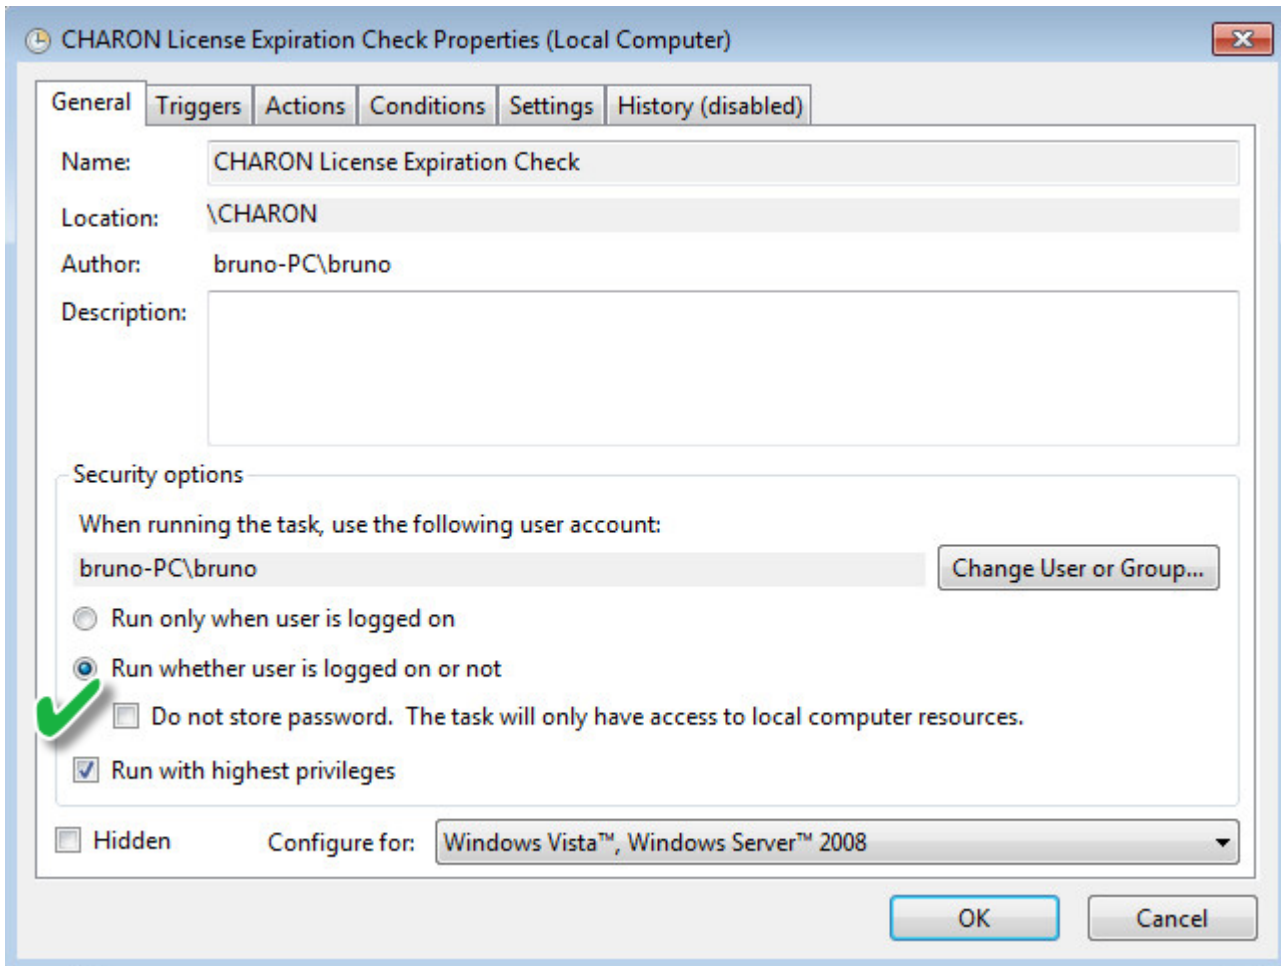 CHARON License Expiration Check Properties (Local Computer)
General Triggers Actions Conditions Settings History (disabled)
Name: CHARON License Expiration Check
Location: \CHARON
Author: bruno-PC\bruno
Description:
Security options
When running the task, use the following user account:
bruno-PC\bruno Change User or Group...
Run only when user is logged on
Run whether user is logged on or not
Do not store password.  The task will only have access to local computer resources.
Run with highest privileges
Hidden Configure for: Windows Vista™, Windows Server™ 2008
OK Cancel